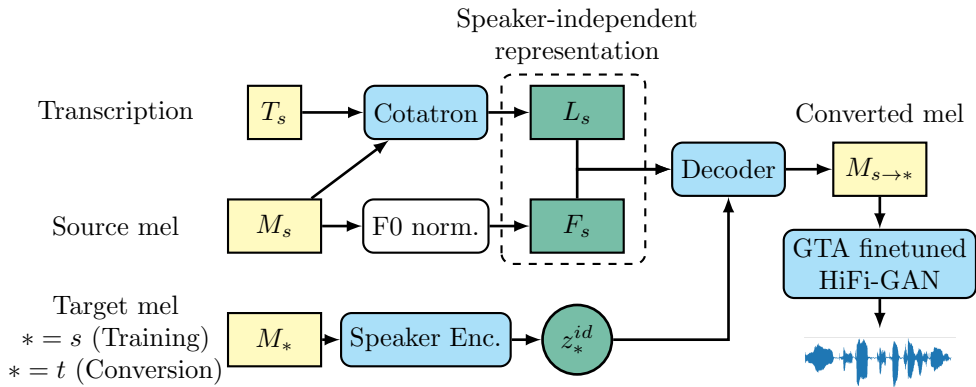 Speaker-independent
representation
Transcription
T_s
Cotatron
L_s
Converted mel
Decoder
M_{s→*}
Source mel
M_s
F0 norm.
F_s
GTA finetuned
HiFi-GAN
Target mel
* = s (Training)
* = t (Conversion)
M_*
Speaker Enc.
z_*^{id}